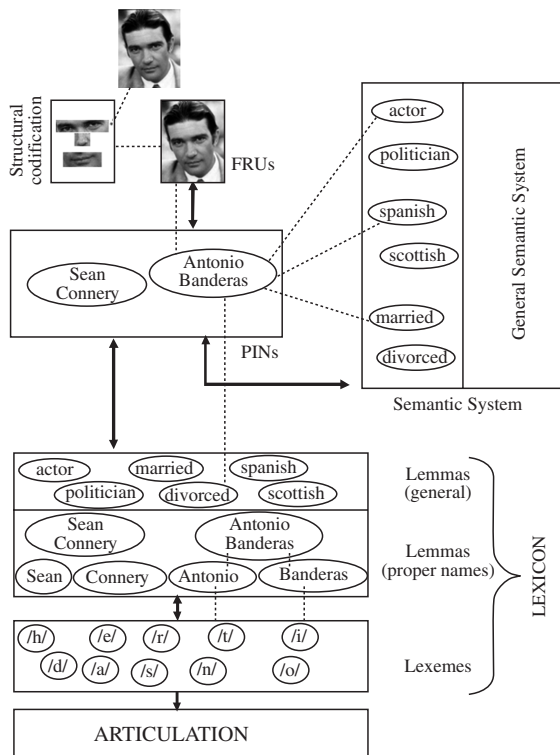 Structural
codification
FRUs
actor
politician
spanish
scottish
married
divorced
General Semantic System
Semantic System
Sean
Connery
Antonio
Banderas
PINs
actor
married
spanish
politician
divorced
scottish
Lemmas
(general)
Sean
Connery
Antonio
Banderas
Sean
Connery
Antonio
Banderas
Lemmas
(proper names)
/h/ /e/ /r/ /t/ /i/
/d/ /a/ /s/ /n/ /o/
Lexemes
LEXICON
ARTICULATION